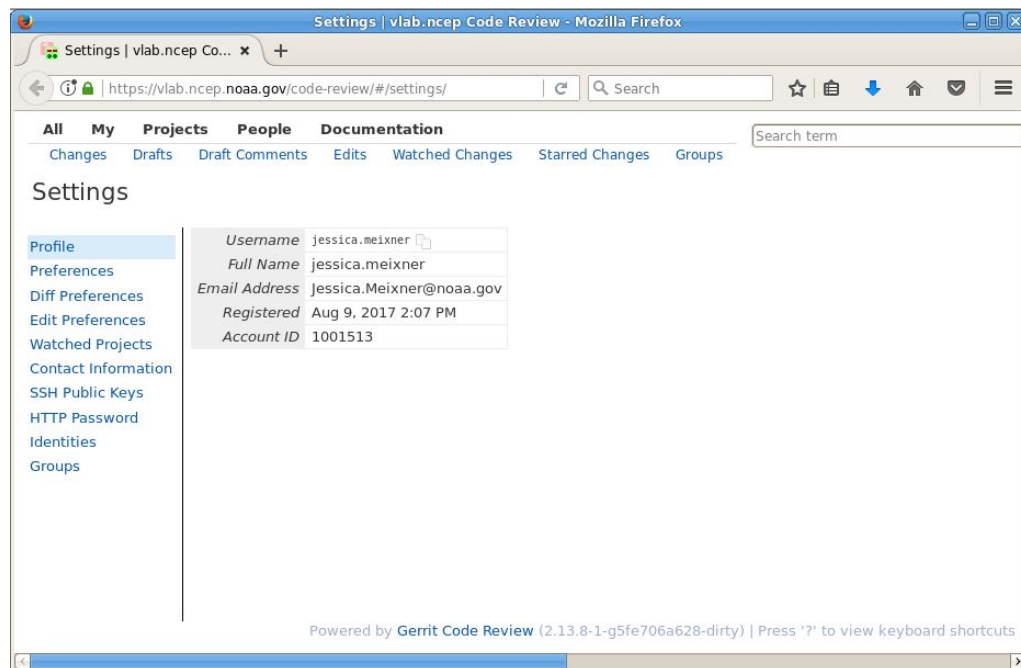 Settings | vlab.ncep Code Review - Mozilla Firefox
Settings | vlab.ncep Co...
https://vlab.ncep.noaa.gov/code-review/#/settings/
Search
All My Projects People Documentation
Search term
Changes Drafts Draft Comments Edits Watched Changes Starred Changes Groups
Settings
Profile
Preferences
Diff Preferences
Edit Preferences
Watched Projects
Contact Information
SSH Public Keys
HTTP Password
Identities
Groups
Username jessica.meixner
Full Name jessica.meixner
Email Address Jessica.Meixner@noaa.gov
Registered Aug 9, 2017 2:07 PM
Account ID 1001513
Powered by Gerrit Code Review (2.13.8-1-g5fe706a628-dirty) | Press '?' to view keyboard shortcuts